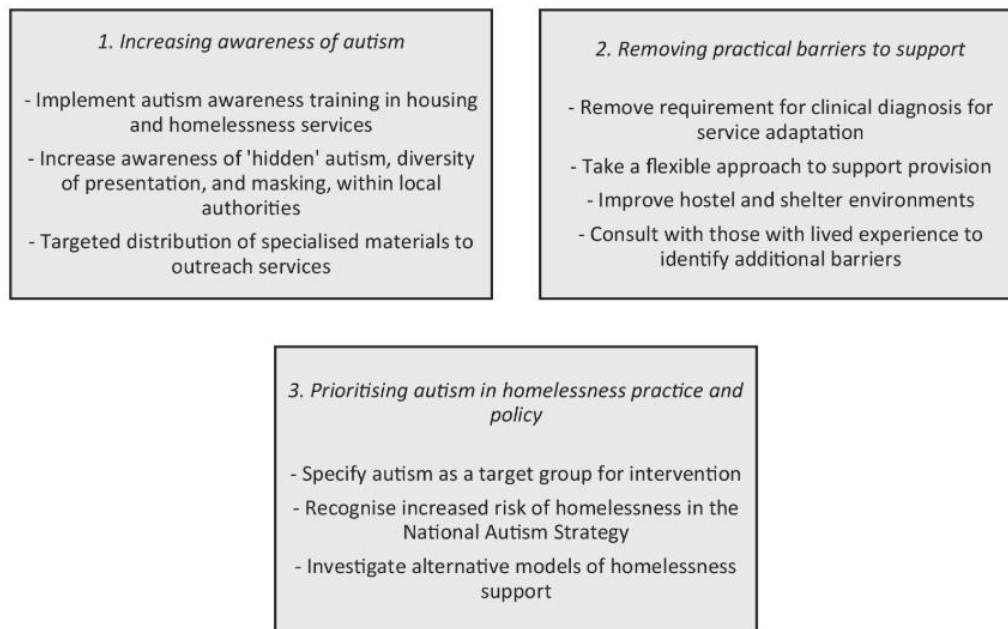 1. Increasing awareness of autism
- Implement autism awareness training in housing
and homelessness services
- Increase awareness of 'hidden' autism, diversity
of presentation, and masking, within local
authorities
- Targeted distribution of specialised materials to
outreach services
2. Removing practical barriers to support
- Remove requirement for clinical diagnosis for
service adaptation
- Take a flexible approach to support provision
- Improve hostel and shelter environments
- Consult with those with lived experience to
identify additional barriers
3. Prioritising autism in homelessness practice and
policy
- Specify autism as a target group for intervention
- Recognise increased risk of homelessness in the
National Autism Strategy
- Investigate alternative models of homelessness
support